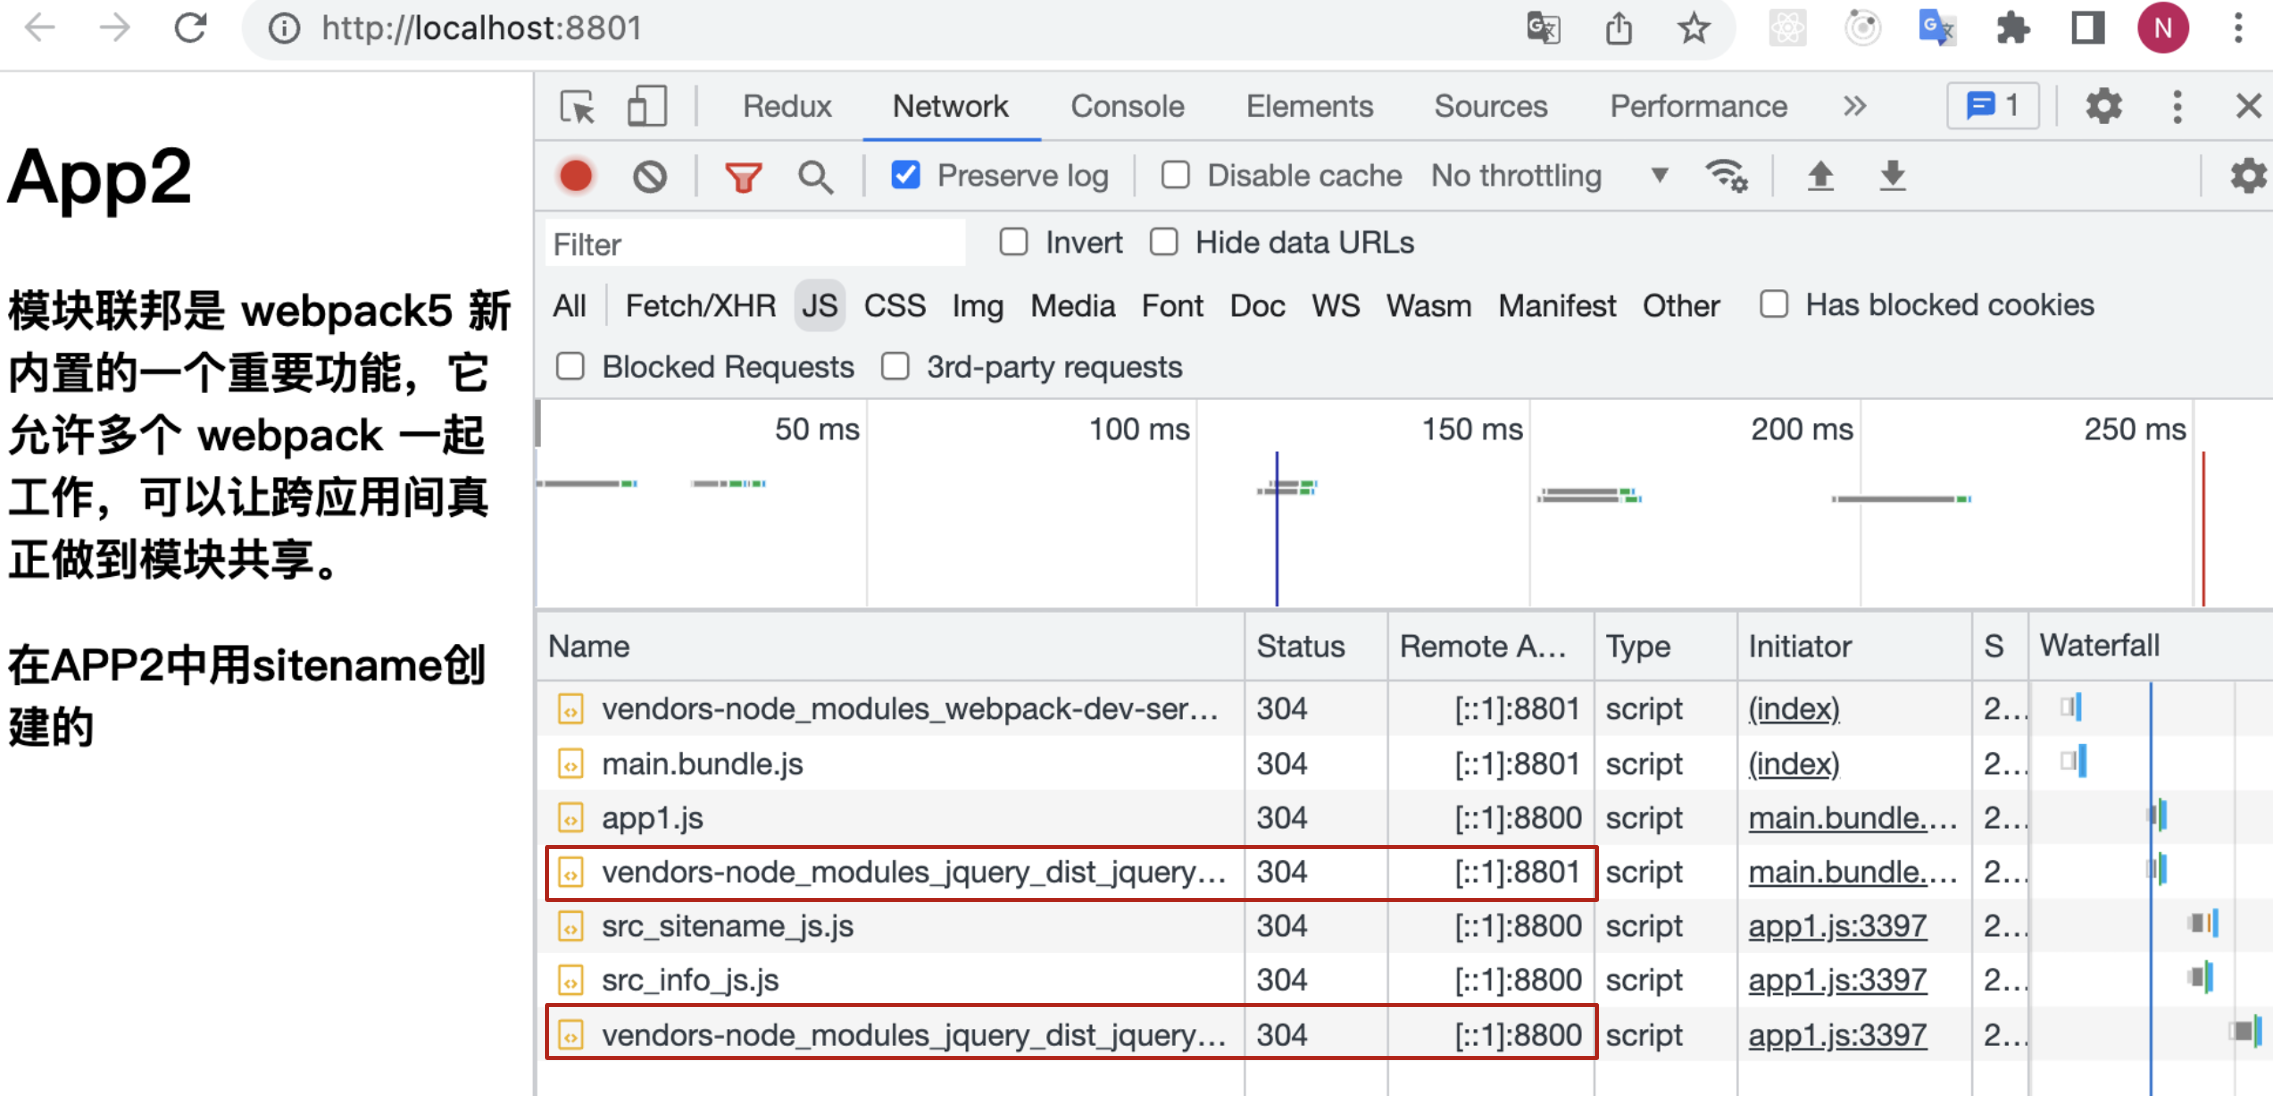 http://localhost:8801
N
App2
模块联邦是 webpack5 新
内置的一个重要功能，它
允许多个 webpack 一起
工作，可以让跨应用间真
正做到模块共享。
在APP2中用sitename创
建的
Redux Network Console Elements Sources Performance » 1
Preserve log Disable cache No throttling
Filter Invert Hide data URLs
All Fetch/XHR JS CSS Img Media Font Doc WS Wasm Manifest Other Has blocked cookies
Blocked Requests 3rd-party requests
50 ms 100 ms 150 ms 200 ms 250 ms
Name Status Remote A... Type Initiator S Waterfall
vendors-node_modules_webpack-dev-ser... 304 [::1]:8801 script (index) 2...
main.bundle.js 304 [::1]:8801 script (index) 2...
app1.js 304 [::1]:8800 script main.bundle.... 2...
vendors-node_modules_jquery_dist_jquery... 304 [::1]:8801 script main.bundle.... 2...
src_sitename_js.js 304 [::1]:8800 script app1.js:3397 2...
src_info_js.js 304 [::1]:8800 script app1.js:3397 2...
vendors-node_modules_jquery_dist_jquery... 304 [::1]:8800 script app1.js:3397 2...